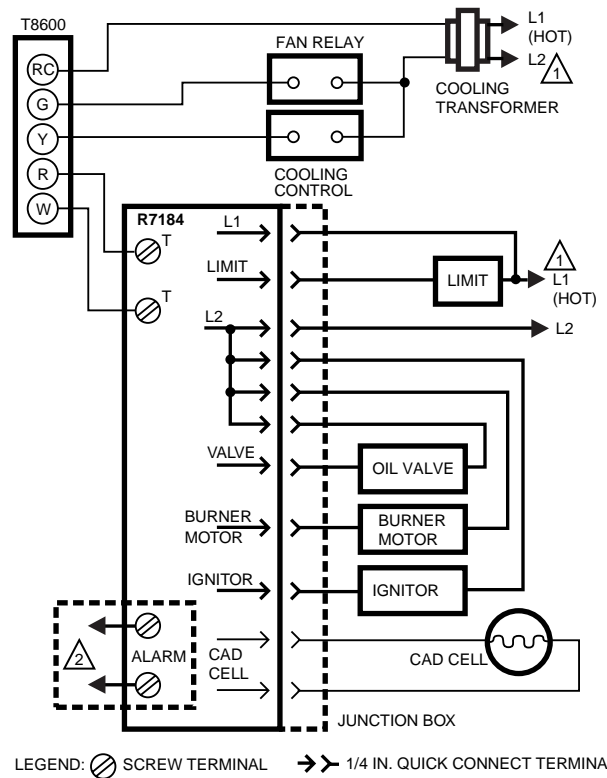 T8600
RC
G
Y
R
W
FAN RELAY
COOLING
CONTROL
L1
(HOT)
L2
1
COOLING
TRANSFORMER
R7184
T
T
L1
LIMIT
L2
VALVE
BURNER
MOTOR
IGNITOR
CAD
CELL
ALARM
2
LIMIT
1
L1
(HOT)
L2
OIL VALVE
BURNER
MOTOR
IGNITOR
CAD CELL
JUNCTION BOX
LEGEND: SCREW TERMINAL 1/4 IN. QUICK CONNECT TERMINA